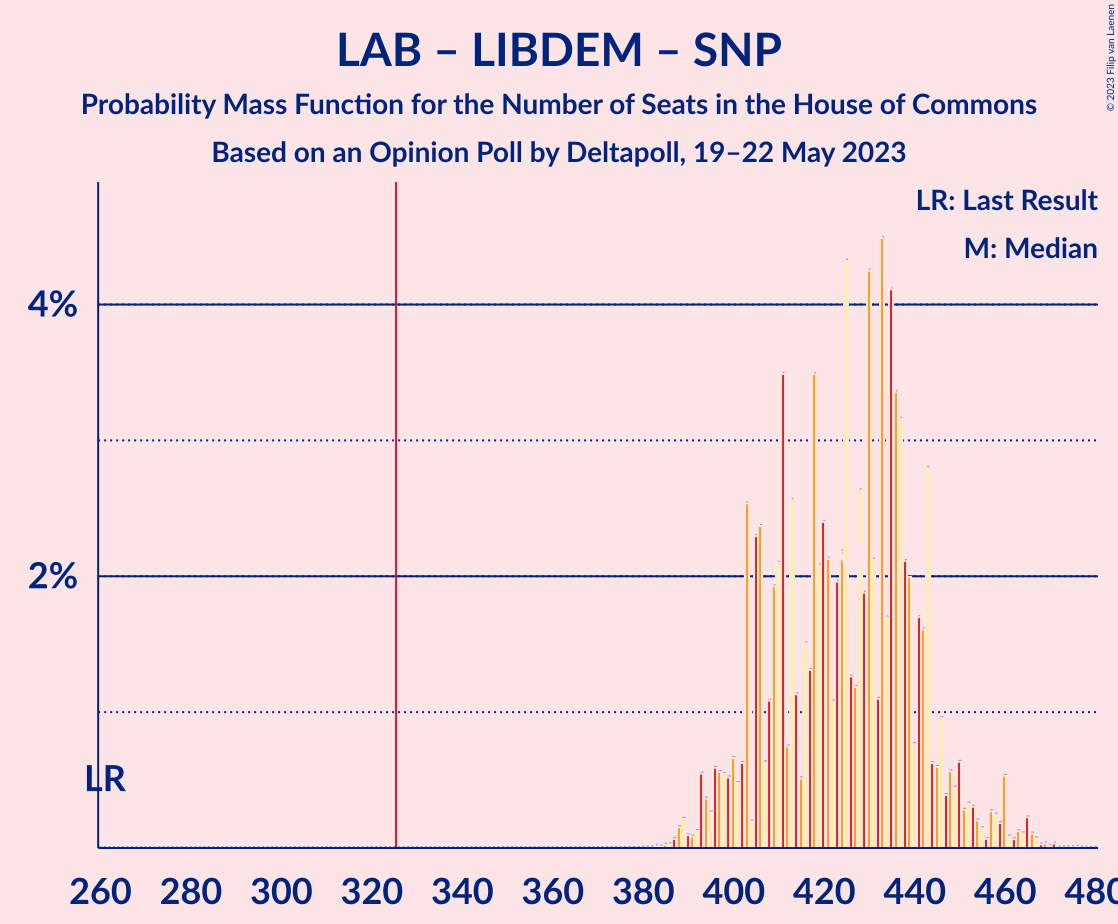 LAB – LIBDEM – SNP
Probability Mass Function for the Number of Seats in the House of Commons
Based on an Opinion Poll by Deltapoll, 19–22 May 2023
© 2023 Filip van Laenen
LR: Last Result
M: Median
4%
2%
LR
260 280 300 320 340 360 380 400 420 440 460 480